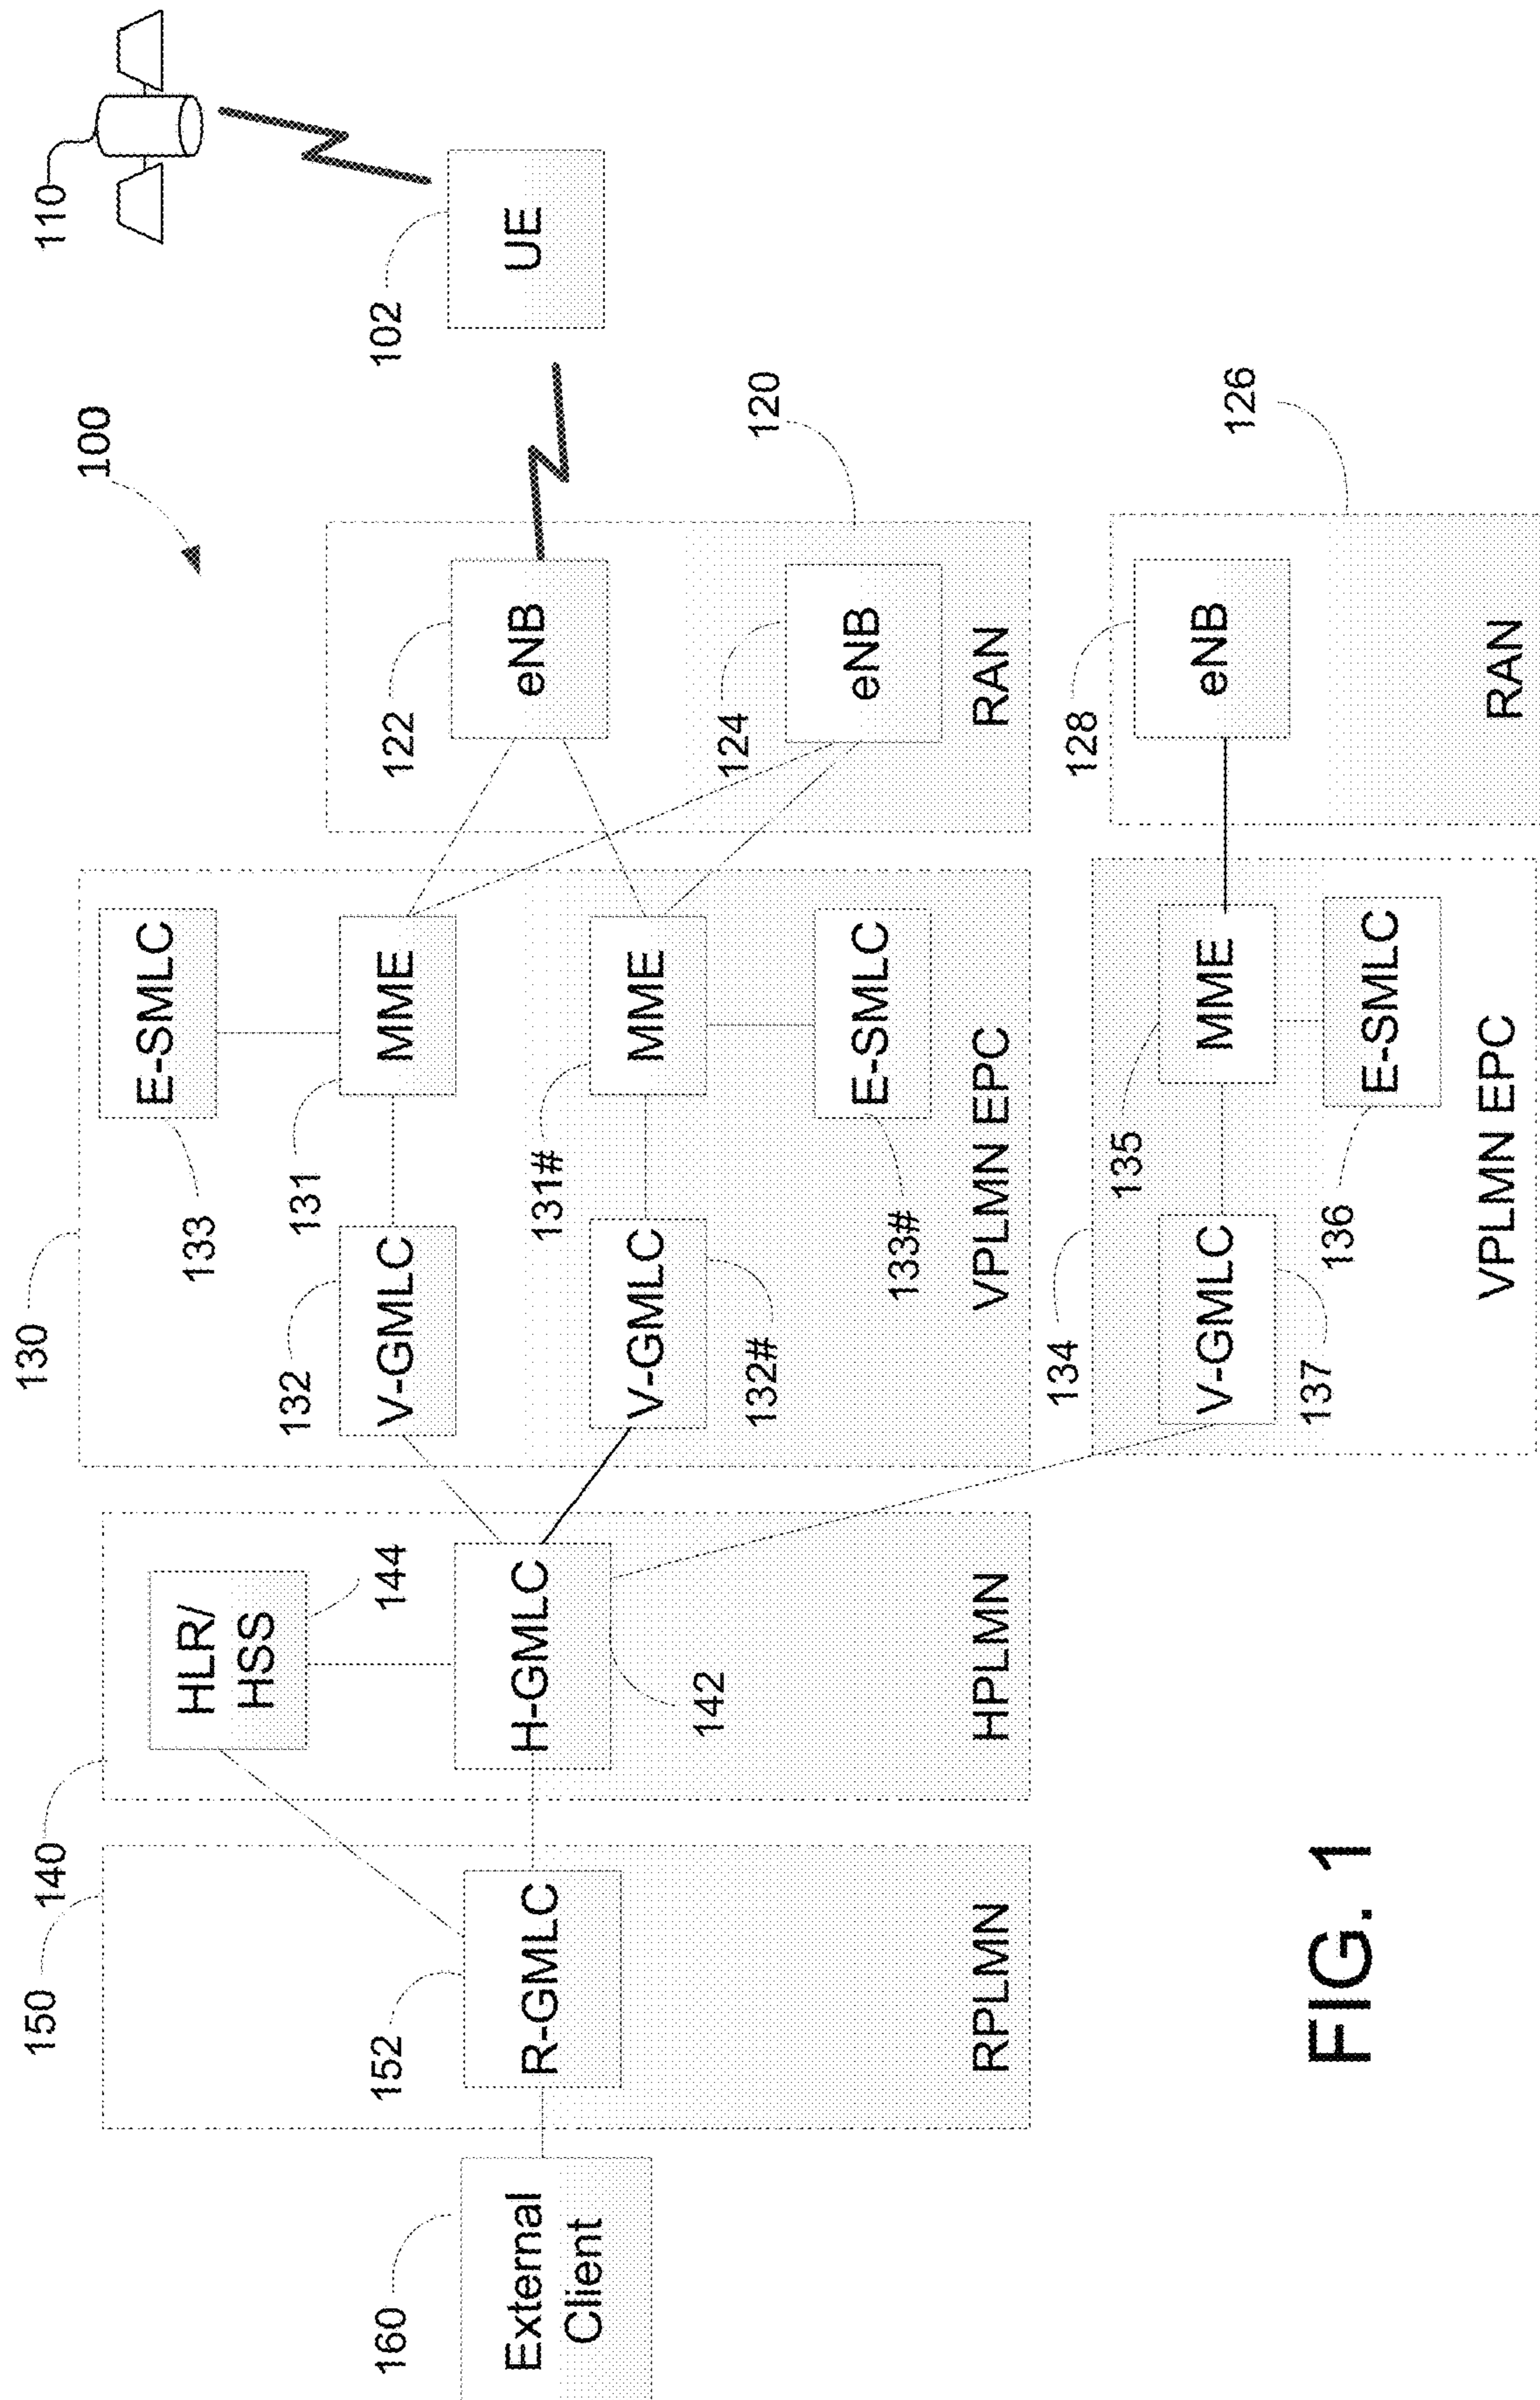 100
110
150
140
130
HLR/
HSS
144
133
E-SMLC
132
131
V-GMLC
MME
122
eNB
102
UE
160
External
Client
152
R-GMLC
H-GMLC
142
131#
V-GMLC
MME
132#
133#
E-SMLC
124
eNB
120
RPLMN
HPLMN
VPLMN EPC
RAN
134
135
128
126
V-GMLC
MME
eNB
137
136
E-SMLC
VPLMN EPC
RAN
FIG. 1